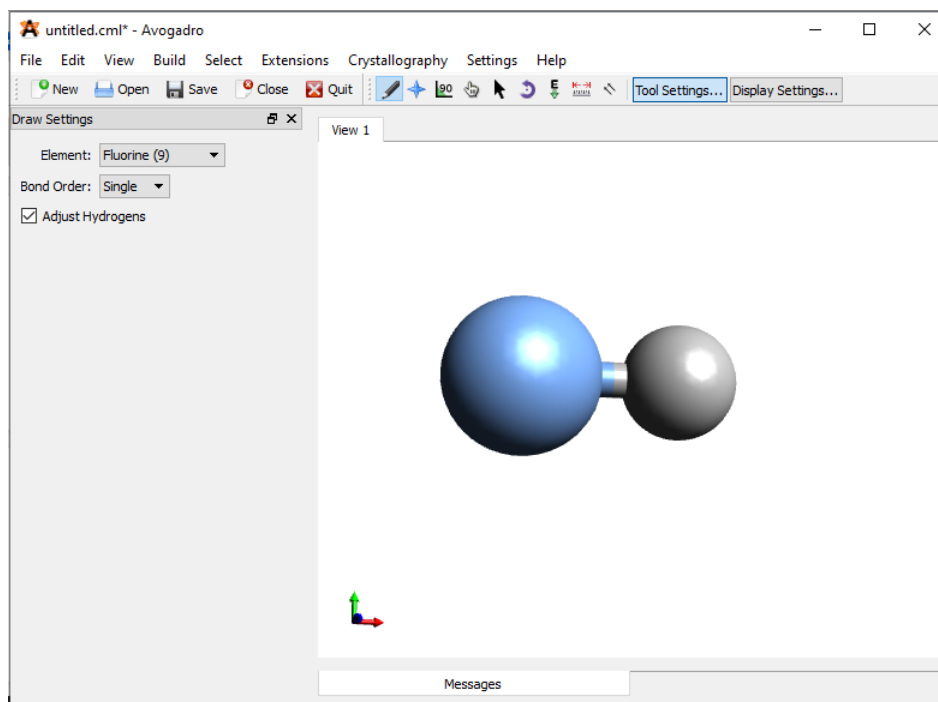 untitled.cml* - Avogadro
File Edit View Build Select Extensions Crystallography Settings Help
New Open Save Close Quit 90 E Tool Settings... Display Settings...
Draw Settings
View 1
Element: Fluorine (9)
Bond Order: Single
Adjust Hydrogens
Messages